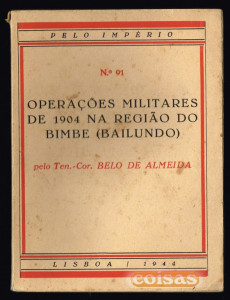 PELO IMPÉRIO
N.º 91
OPERAÇÕES MILITARES
DE 1904 NA REGIÃO DO
BIMBE (BAILUNDO)
pelo Ten.-Cor. BELO DE ALMEIDA
LISBOA | 1944
coisas